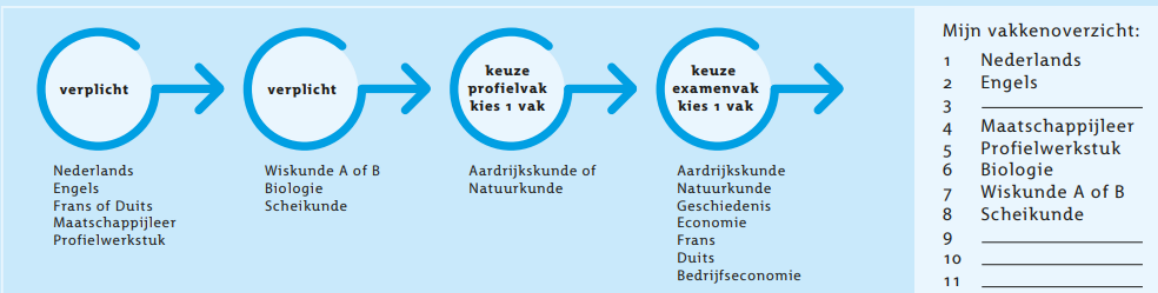 verplicht
Nederlands
Engels
Frans of Duits
Maatschappijleer
Profielwerkstuk
verplicht
Wiskunde A of B
Biologie
Scheikunde
keuze
profielvak
kies 1 vak
Aardrijkskunde of
Natuurkunde
keuze
examenvak
kies 1 vak
Aardrijkskunde
Natuurkunde
Geschiedenis
Economie
Frans
Duits
Bedrijfseconomie
Mijn vakkenoverzicht:
1 Nederlands
2 Engels
3
4 Maatschappijleer
5 Profielwerkstuk
6 Biologie
7 Wiskunde A of B
8 Scheikunde
9
10
11